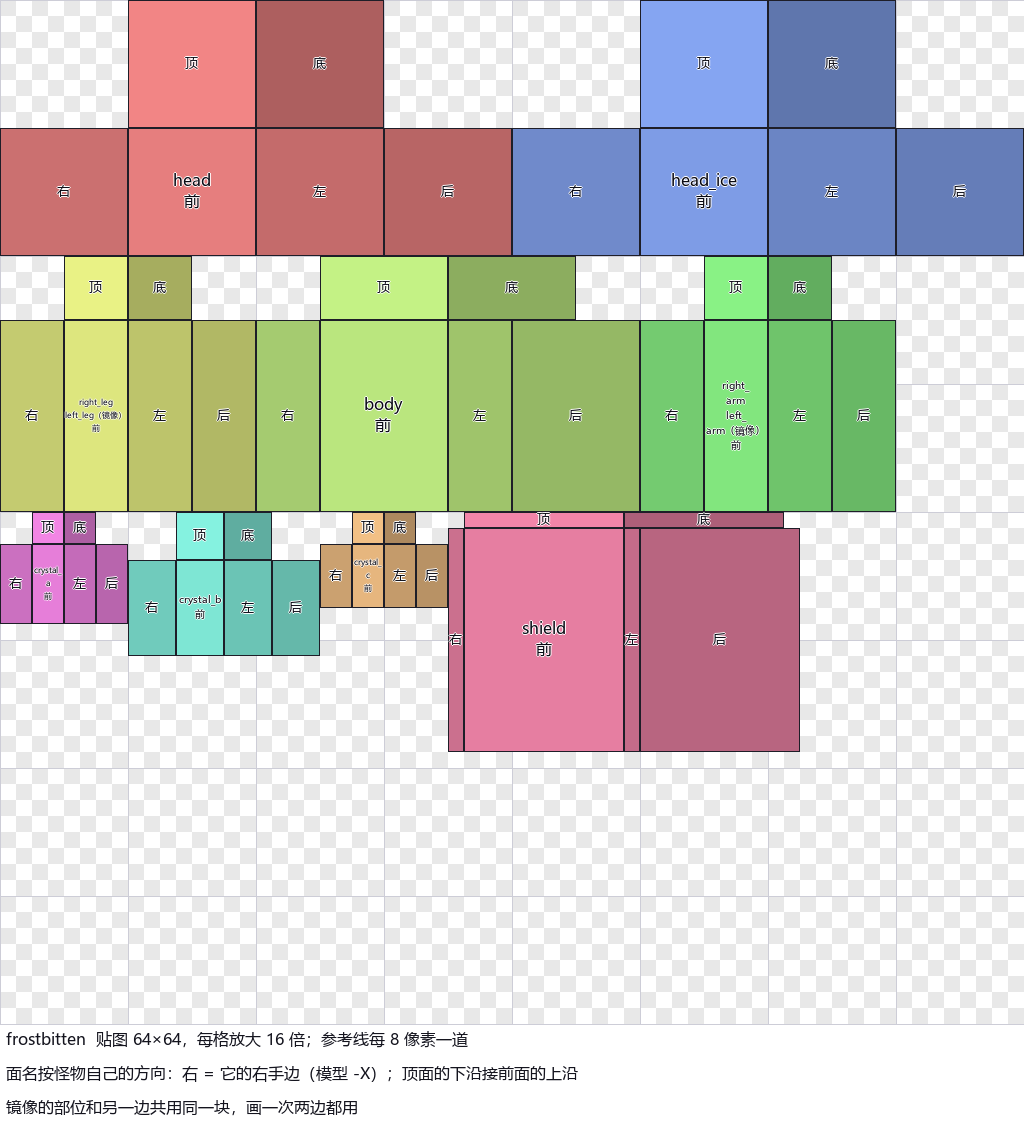 顶
底
顶
底
右
head
前
左
后
右
head_ice
前
左
后
顶
底
顶
底
顶
底
右
right_leg
left_leg（镜像）
前
左
后
右
body
前
左
后
右
right_
arm
left_
arm（镜像）
前
左
后
顶
底
顶
底
顶
底
顶
底
右
crystal_
a
前
左
后
右
crystal_b
前
左
后
右
crystal_
c
前
左
后
右
shield
前
左
后
frostbitten  贴图 64×64，每格放大 16 倍；参考线每 8 像素一道
面名按怪物自己的方向：右 = 它的右手边（模型 -X）；顶面的下沿接前面的上沿
镜像的部位和另一边共用同一块，画一次两边都用